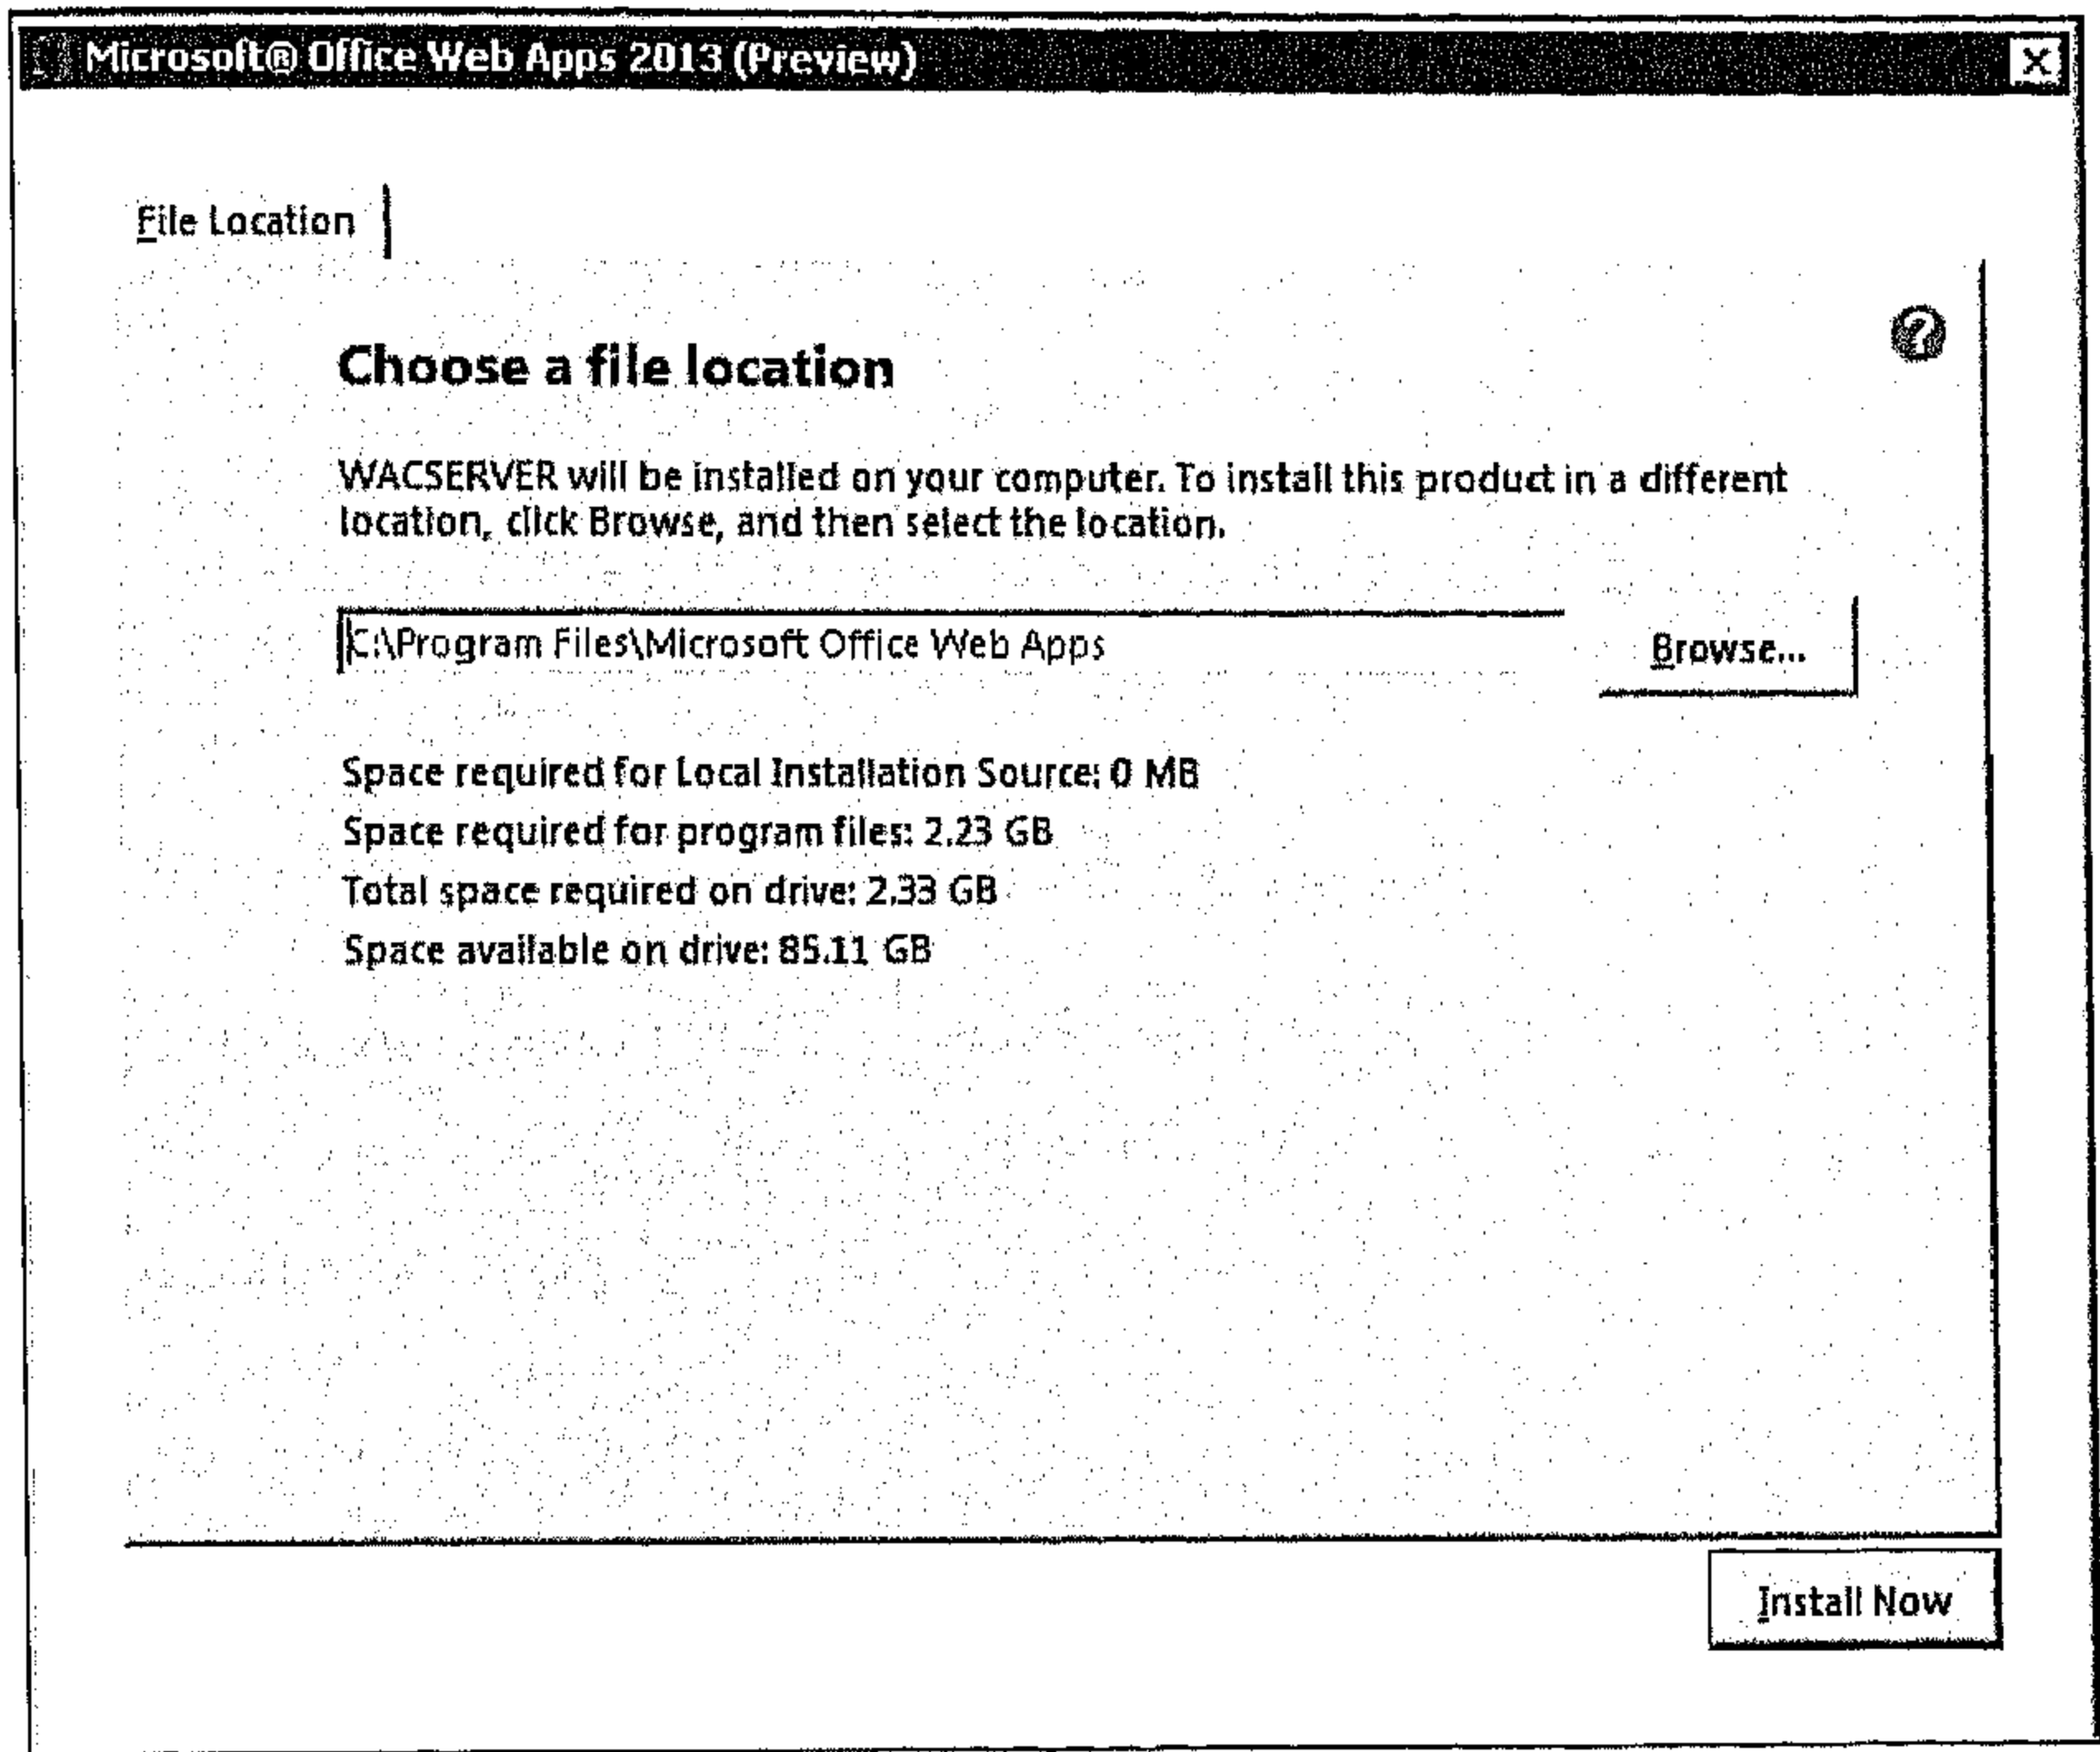 Microsoft® Office Web Apps 2013 (Preview)
File Location
Choose a file location
WACSERVER will be installed on your computer. To install this product in a different
location, click Browse, and then select the location.
C:\Program Files\Microsoft Office Web Apps
Browse...
Space required for Local Installation Source: 0 MB
Space required for program files: 2.23 GB
Total space required on drive: 2.33 GB
Space available on drive: 85.11 GB
Install Now